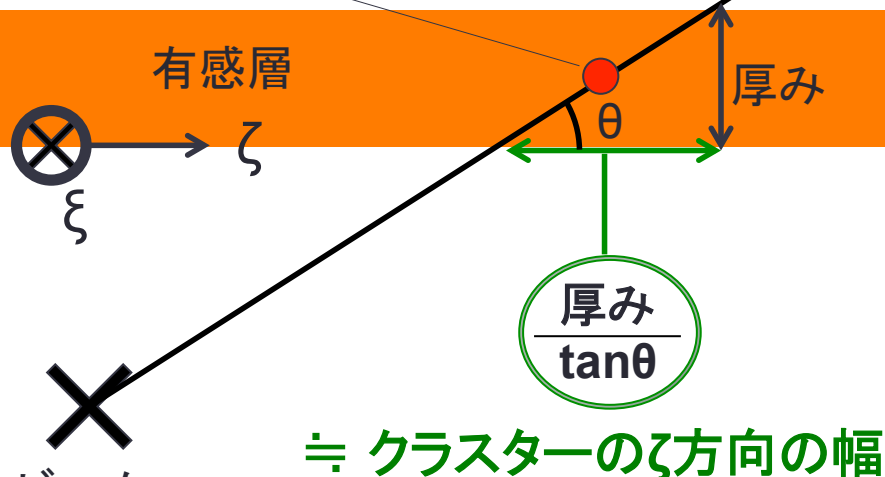 有感層
厚み
θ
ζ
ξ
厚み
tanθ
≒ クラスターのζ方向の幅